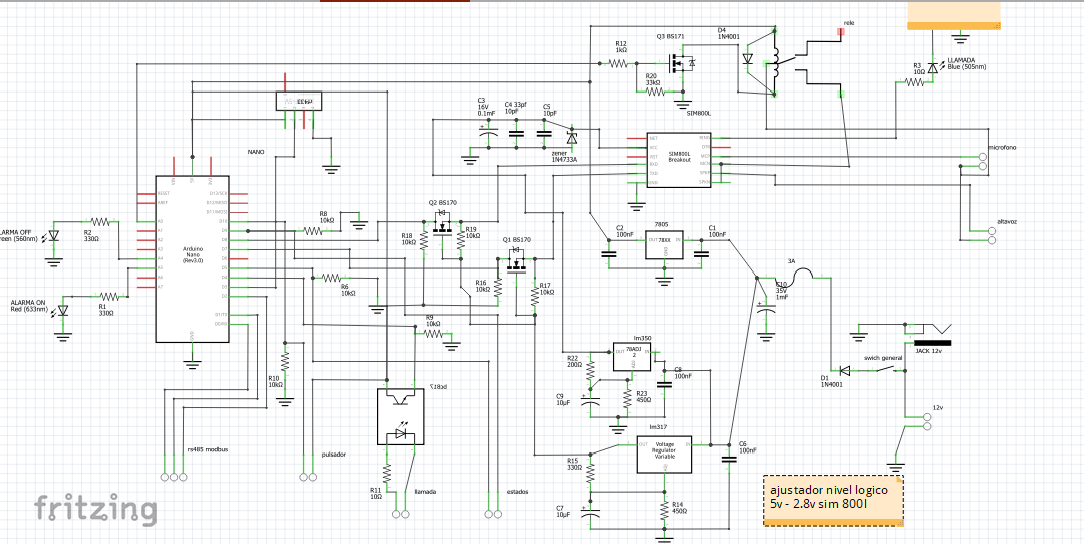 rele
D4
1N4001
Q3 BS171
R12
1kΩ
R20
33kΩ
R3
10Ω
LLAMADA
Blue (505nm)
SIM800L
C3
16V
0.1mF
C4 33pf
10pF
C5
10pF
zener
1N4733A
SIM800L
Breakout
microfono
NANO
Arduino
Nano
(Rev3.0)
Q2 BS170
R8
10kΩ
R18
10kΩ
R19
10kΩ
Q1 BS170
ALARMA OFF
Green (560nm)
R2
330Ω
C2
100nF
7805
78XX
OUT
IN
C1
100nF
altavoz
3A
R6
10kΩ
R16
10kΩ
R17
10kΩ
C10
35V
1mF
ALARMA ON
Red (633nm)
R1
330Ω
R9
10kΩ
lm350
78ADJ
2
OUT
IN
JACK 12v
swich general
R22
200Ω
C8
100nF
D1
1N4001
R10
10kΩ
pc817
C9
10µF
R23
450Ω
12v
lm317
Voltage
Regulator
Variable
OUT
IN
C6
100nF
rs485 modbus
pulsador
R15
330Ω
R11
10Ω
llamada
estados
C7
10µF
R14
450Ω
ajustador nivel logico
5v - 2.8v sim 800l
fritzing